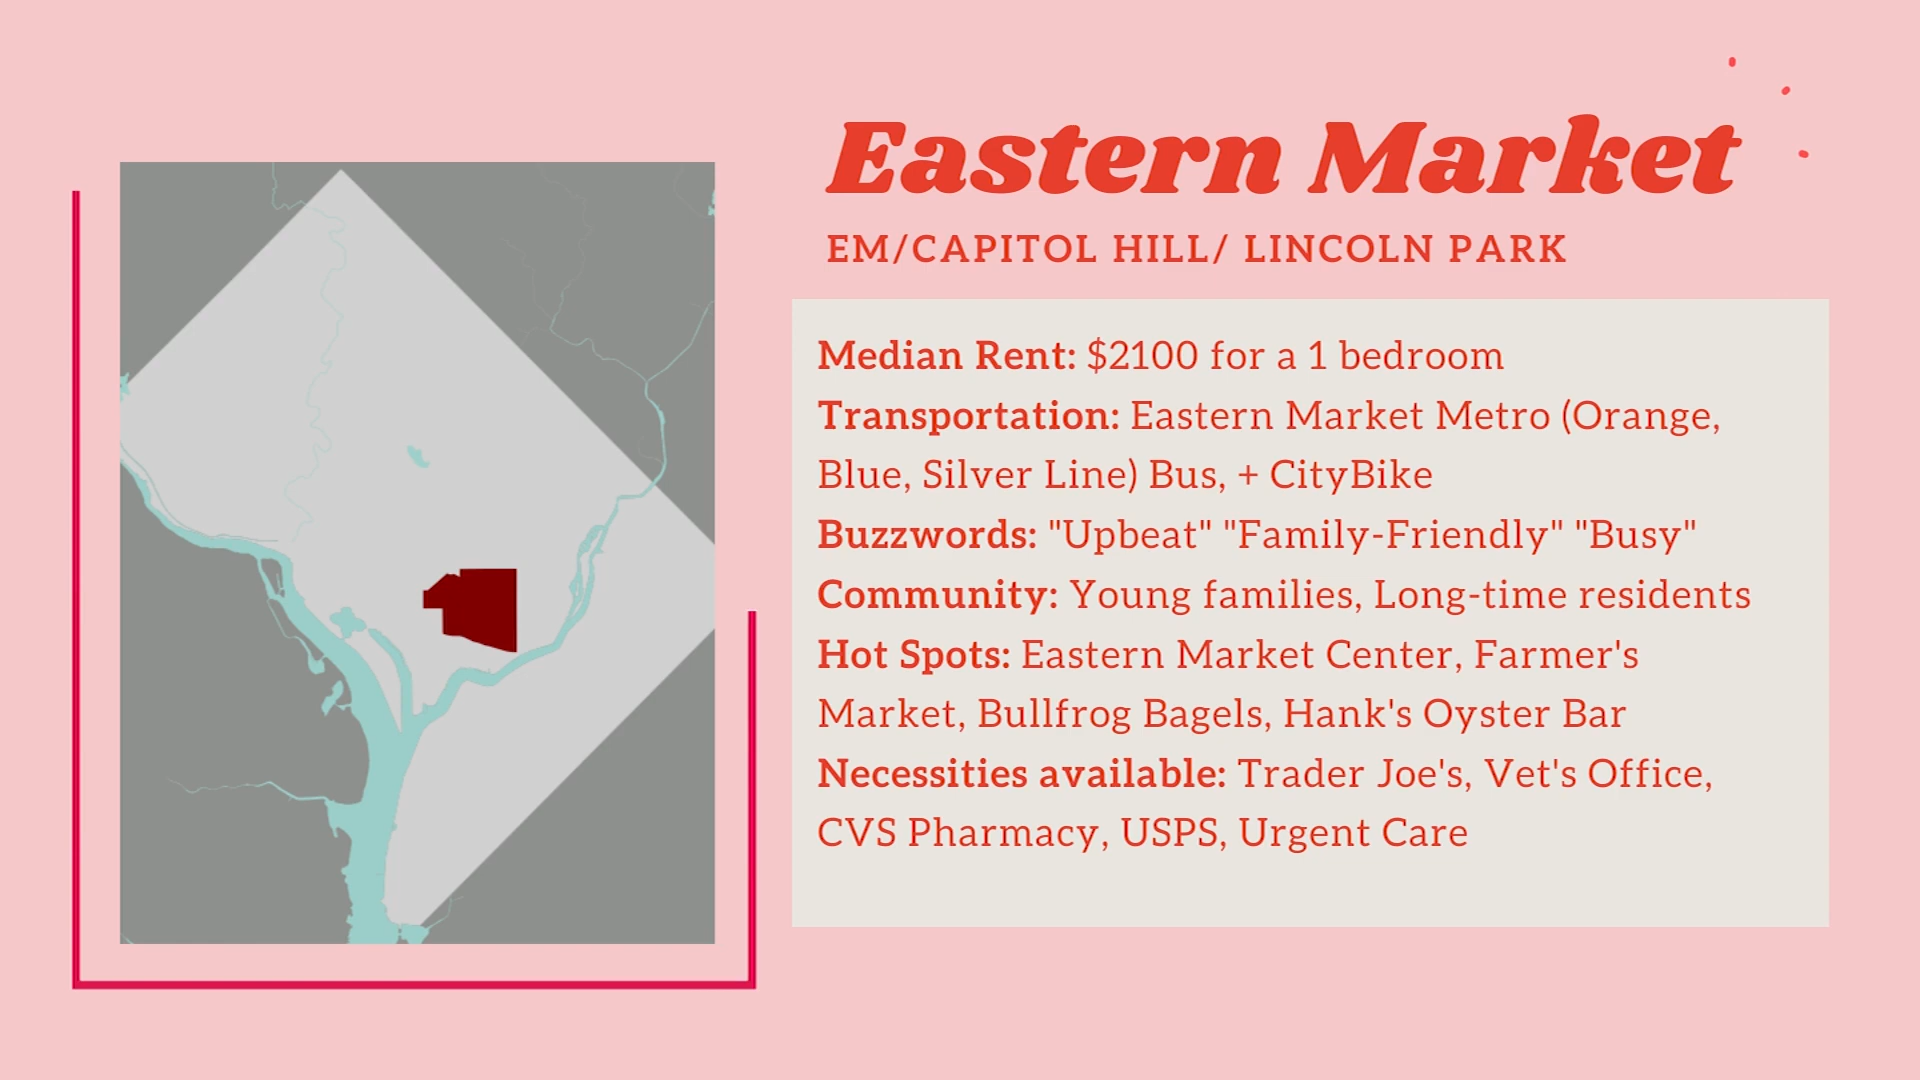 Eastern Market
EM/CAPITOL HILL/ LINCOLN PARK
Median Rent: $2100 for a 1 bedroom
Transportation: Eastern Market Metro (Orange,
Blue, Silver Line) Bus, + CityBike
Buzzwords: "Upbeat" "Family-Friendly" "Busy"
Community: Young families, Long-time residents
Hot Spots: Eastern Market Center, Farmer's
Market, Bullfrog Bagels, Hank's Oyster Bar
Necessities available: Trader Joe's, Vet's Office,
CVS Pharmacy, USPS, Urgent Care